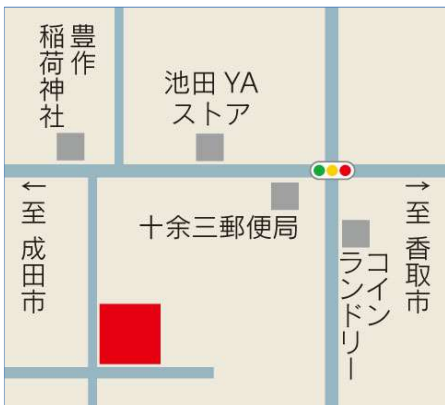 豊作
稲荷神社
池田 YA
ストア
十余三郵便局
←至 成田市
→至 香取市
コイン
ランドリー